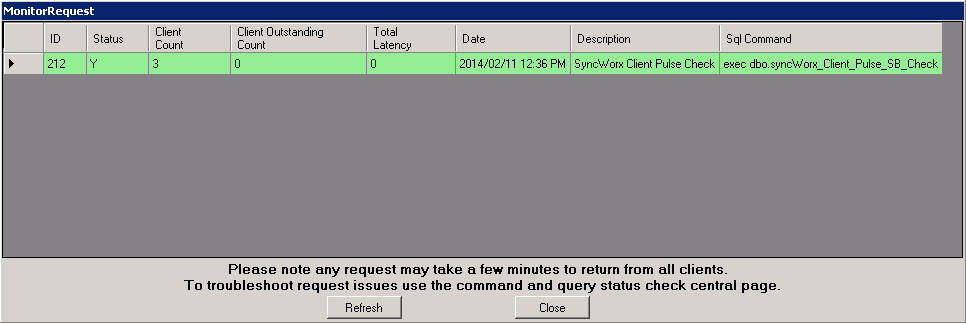 MonitorRequest
ID Status Client Count Client Outstanding Count Total Latency Date Description Sql Command
212 Y 3 0 0 2014/02/11 12:36 PM SyncWorx Client Pulse Check exec dbo.syncWorx_Client_Pulse_SB_Check
Please note any request may take a few minutes to return from all clients.
To troubleshoot request issues use the command and query status check central page.
Refresh Close